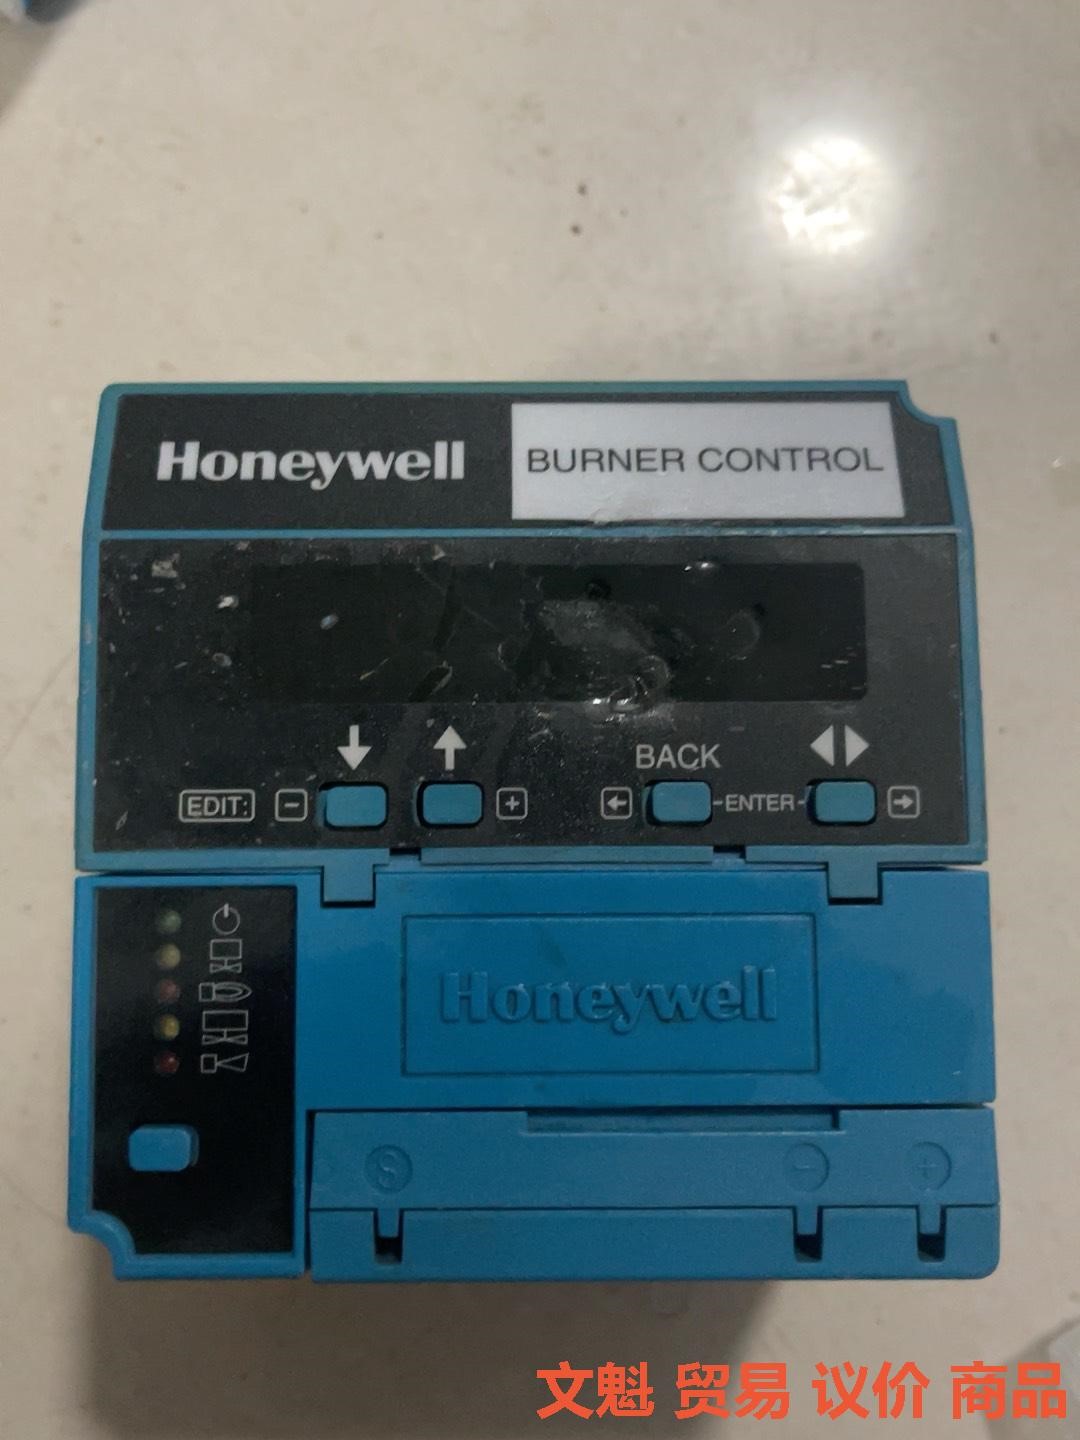 Honeywell BURNER CONTROL
BACK
EDIT: - + ← -ENTER- →
Honeywell
S - +
文魁 贸易 议价 商品